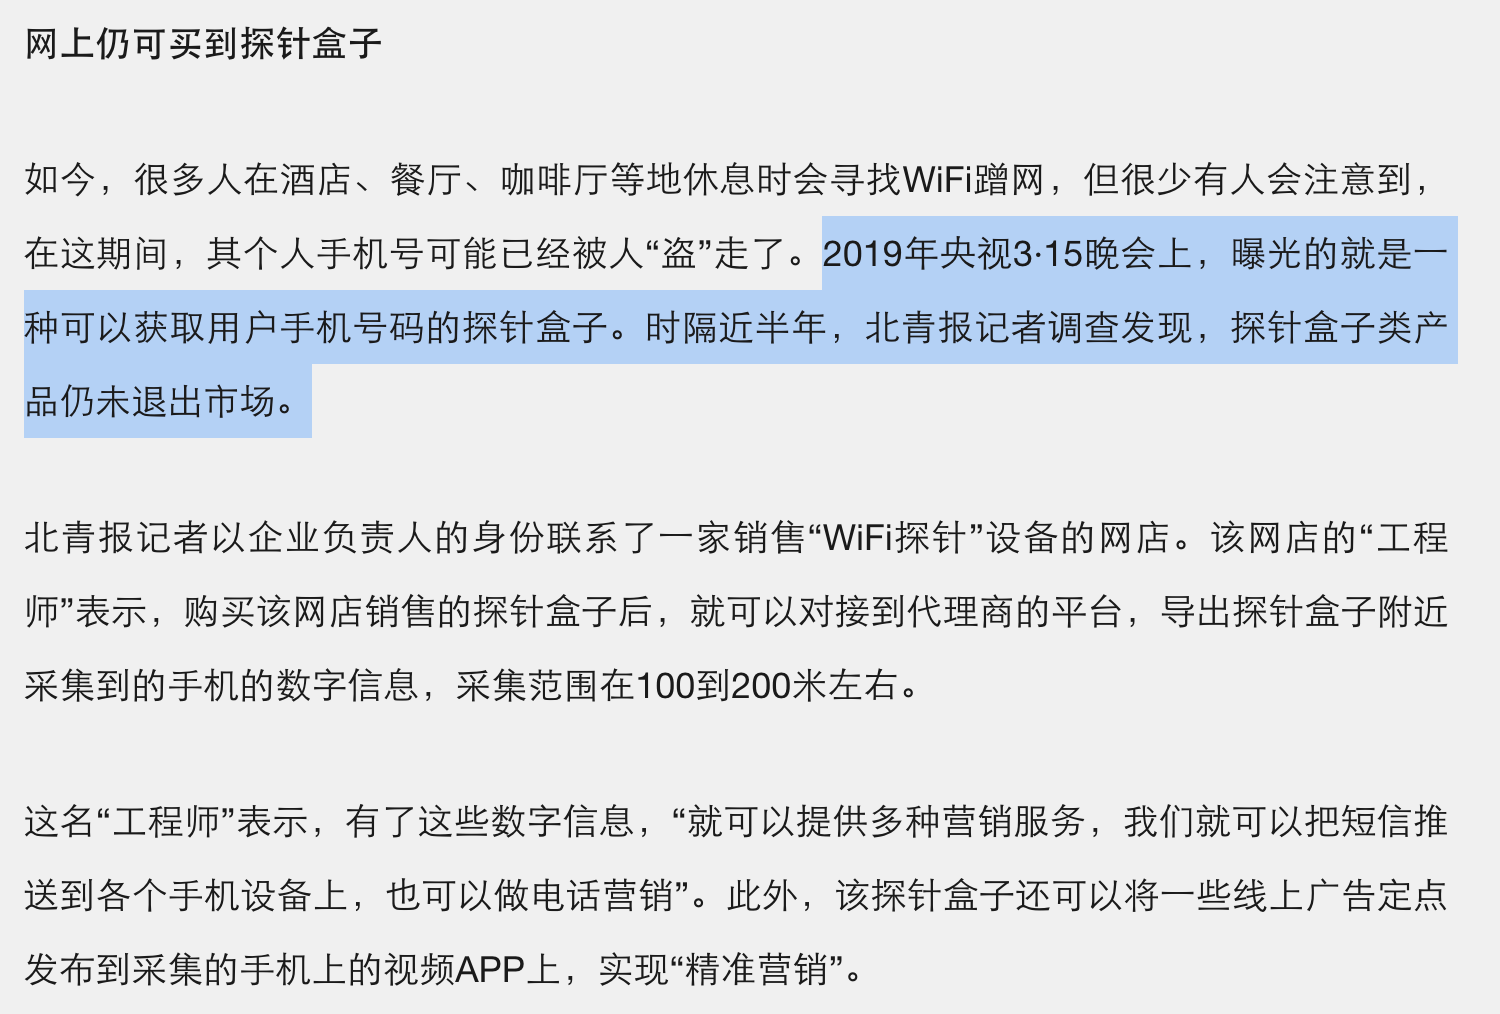 网上仍可买到探针盒子
如今，很多人在酒店、餐厅、咖啡厅等地休息时会寻找WiFi蹭网，但很少有人会注意到，
在这期间，其个人手机号可能已经被人“盗”走了。2019年央视3·15晚会上，曝光的就是一
种可以获取用户手机号码的探针盒子。时隔近半年，北青报记者调查发现，探针盒子类产
品仍未退出市场。
北青报记者以企业负责人的身份联系了一家销售“WiFi探针”设备的网店。该网店的“工程
师”表示，购买该网店销售的探针盒子后，就可以对接到代理商的平台，导出探针盒子附近
采集到的手机的数字信息，采集范围在100到200米左右。
这名“工程师”表示，有了这些数字信息，“就可以提供多种营销服务，我们就可以把短信推
送到各个手机设备上，也可以做电话营销”。此外，该探针盒子还可以将一些线上广告定点
发布到采集的手机上的视频APP上，实现“精准营销”。